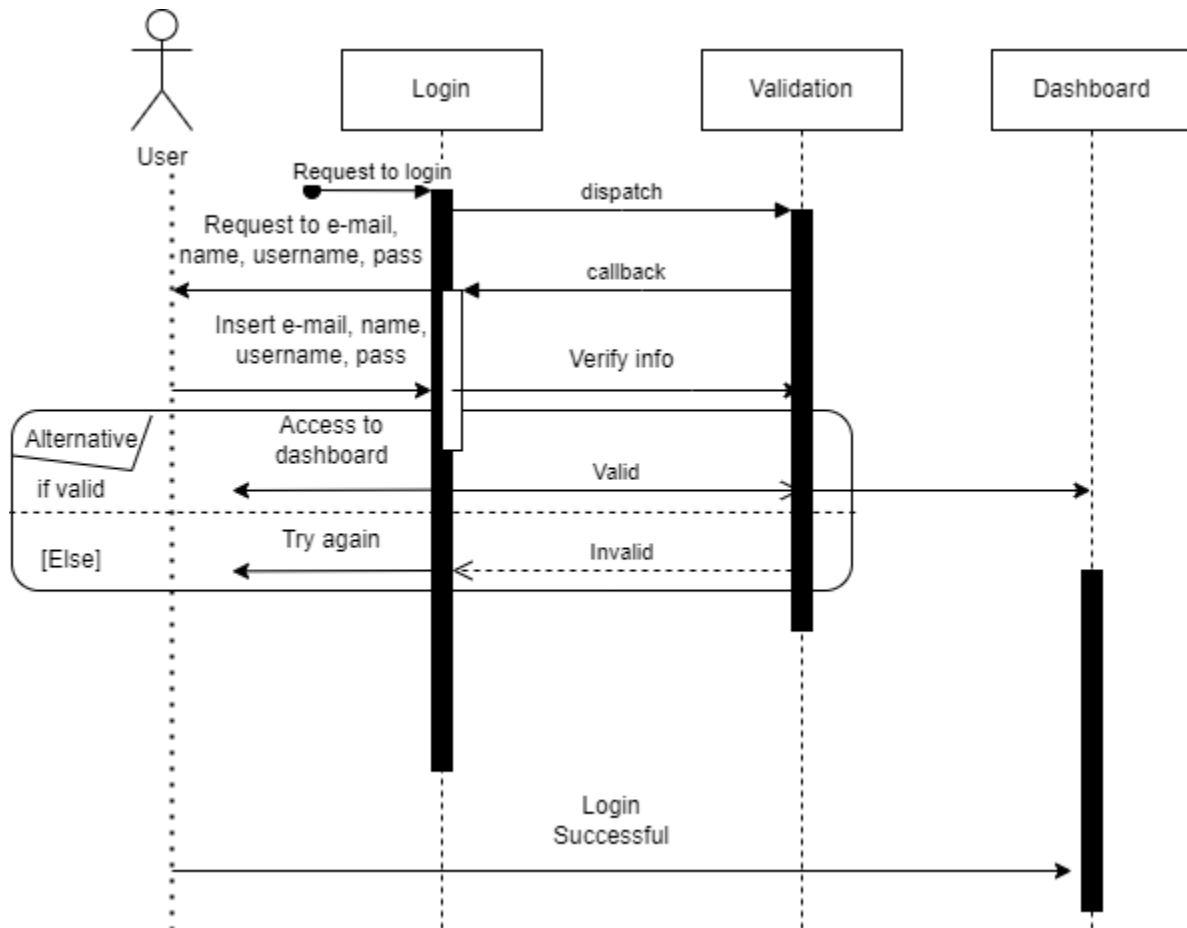 Login
Validation
Dashboard
User
Request to login
dispatch
Request to e-mail,
name, username, pass
callback
Insert e-mail, name,
username, pass
Verify info
Alternative
Access to
dashboard
if valid
Valid
[Else]
Try again
Invalid
Login
Successful